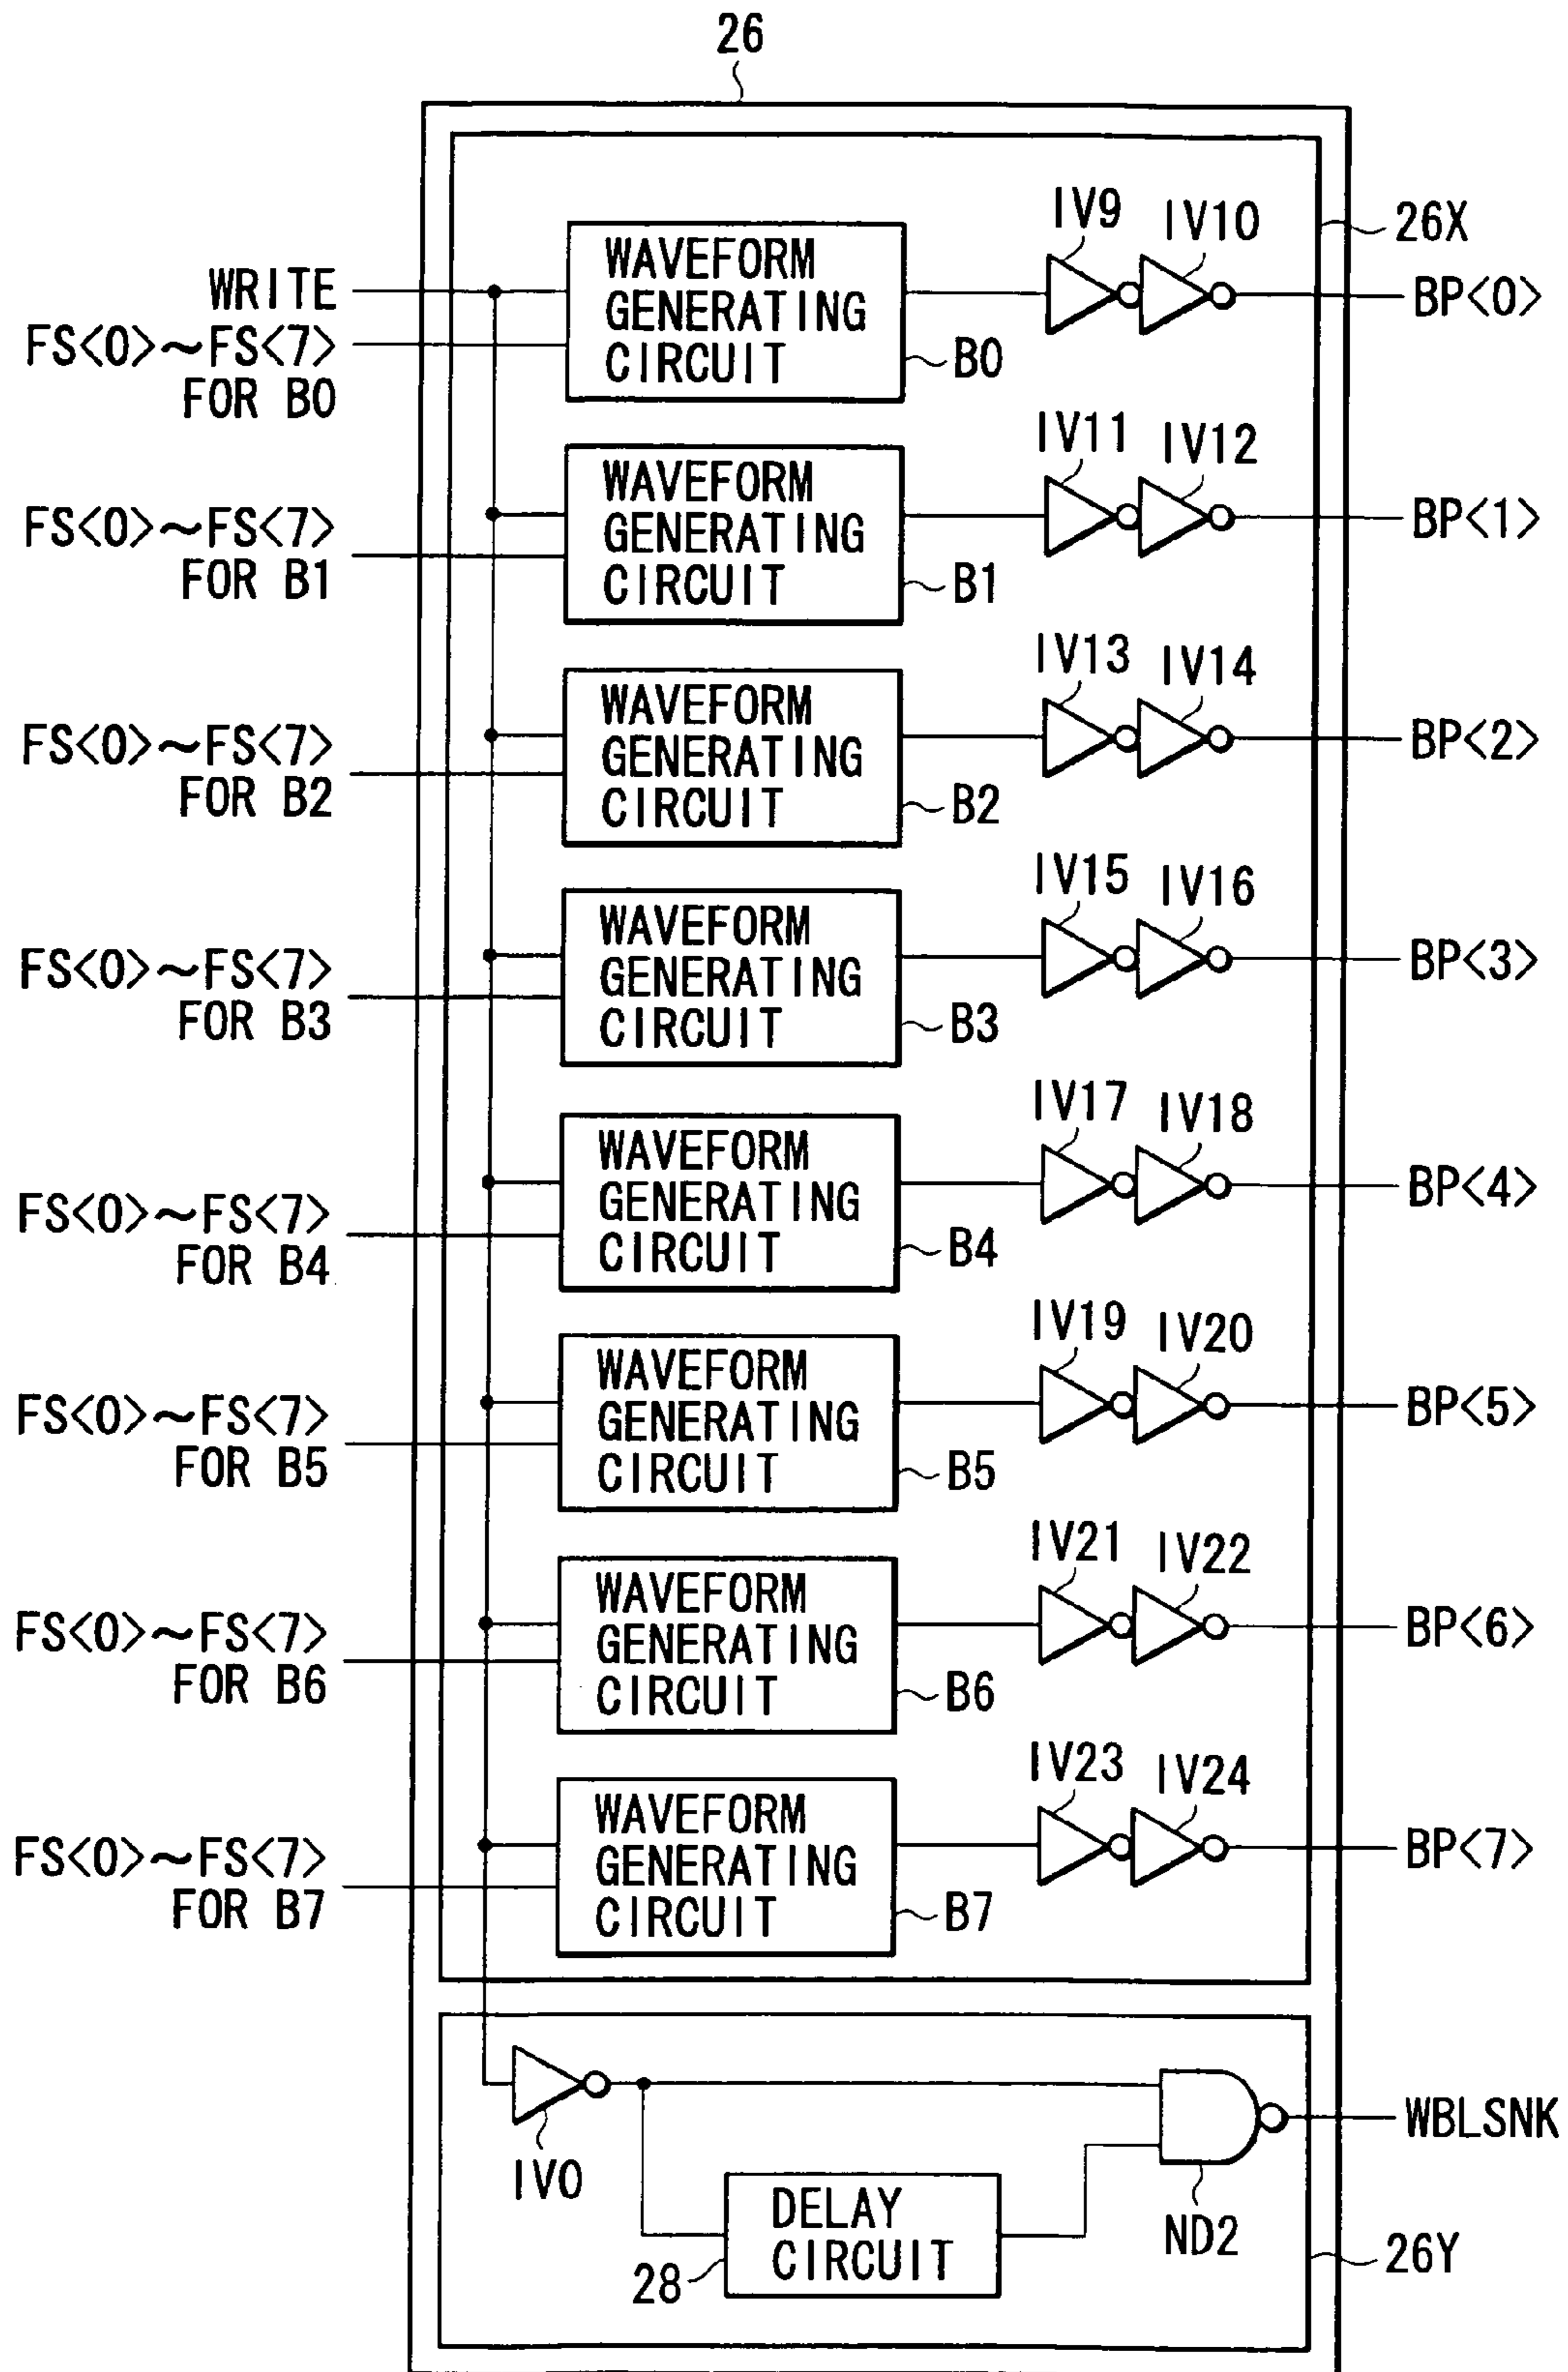 26
26X
WRITE
FS<0>~FS<7>
FOR B0
WAVEFORM
GENERATING
CIRCUIT
B0
IV9
IV10
BP<0>
FS<0>~FS<7>
FOR B1
WAVEFORM
GENERATING
CIRCUIT
B1
IV11
IV12
BP<1>
FS<0>~FS<7>
FOR B2
WAVEFORM
GENERATING
CIRCUIT
B2
IV13
IV14
BP<2>
FS<0>~FS<7>
FOR B3
WAVEFORM
GENERATING
CIRCUIT
B3
IV15
IV16
BP<3>
FS<0>~FS<7>
FOR B4
WAVEFORM
GENERATING
CIRCUIT
B4
IV17
IV18
BP<4>
FS<0>~FS<7>
FOR B5
WAVEFORM
GENERATING
CIRCUIT
B5
IV19
IV20
BP<5>
FS<0>~FS<7>
FOR B6
WAVEFORM
GENERATING
CIRCUIT
B6
IV21
IV22
BP<6>
FS<0>~FS<7>
FOR B7
WAVEFORM
GENERATING
CIRCUIT
B7
IV23
IV24
BP<7>
IV0
DELAY
CIRCUIT
28
ND2
WBLSNK
26Y